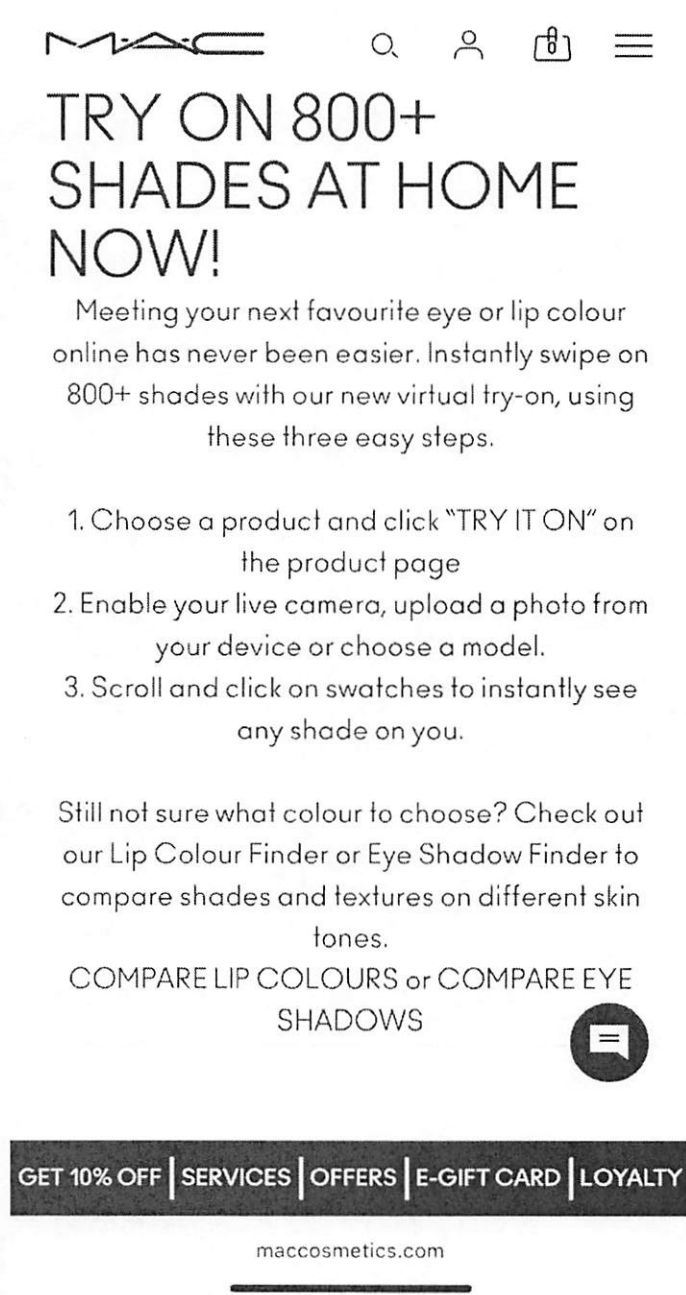 MAC
0
TRY ON 800+
SHADES AT HOME
NOW!
Meeting your next favourite eye or lip colour
online has never been easier. Instantly swipe on
800+ shades with our new virtual try-on, using
these three easy steps.
1. Choose a product and click “TRY IT ON” on
the product page
2. Enable your live camera, upload a photo from
your device or choose a model.
3. Scroll and click on swatches to instantly see
any shade on you.
Still not sure what colour to choose? Check out
our Lip Colour Finder or Eye Shadow Finder to
compare shades and textures on different skin
tones.
COMPARE LIP COLOURS or COMPARE EYE
SHADOWS
GET 10% OFF | SERVICES | OFFERS | E-GIFT CARD | LOYALTY
maccosmetics.com